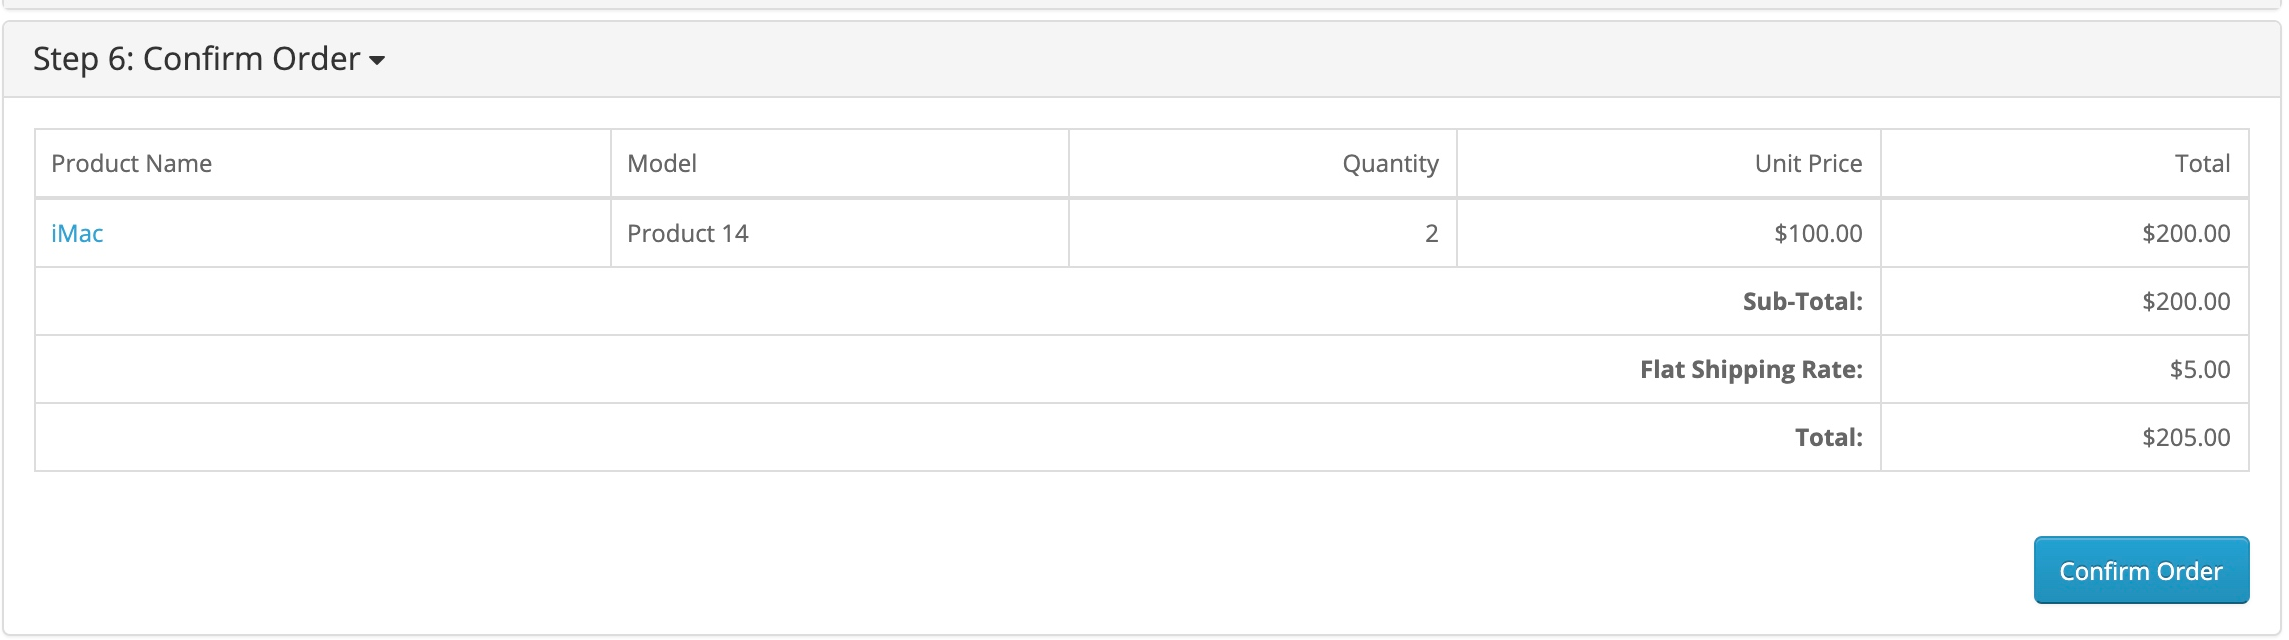 Step 6: Confirm Order
Product Name Model Quantity Unit Price Total
iMac Product 14 2 $100.00 $200.00
Sub-Total: $200.00
Flat Shipping Rate: $5.00
Total: $205.00
Confirm Order